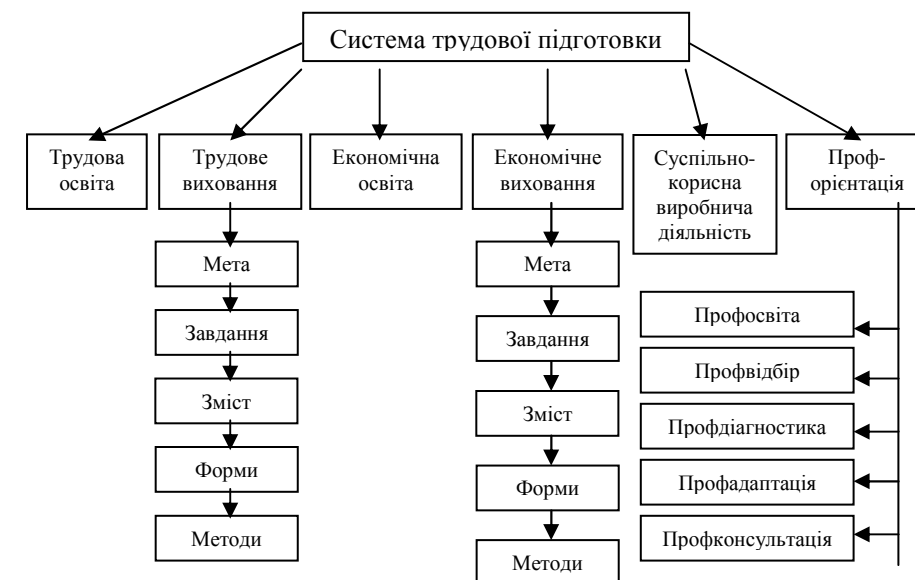 Система трудової підготовки
Трудова
освіта
Трудове
виховання
Економічна
освіта
Економічне
виховання
Суспільно-
корисна
виробнича
діяльність
Проф-
орієнтація
Мета
Завдання
Зміст
Форми
Методи
Мета
Завдання
Зміст
Форми
Методи
Профосвіта
Профвідбір
Профдіагностика
Профадаптація
Профконсультація